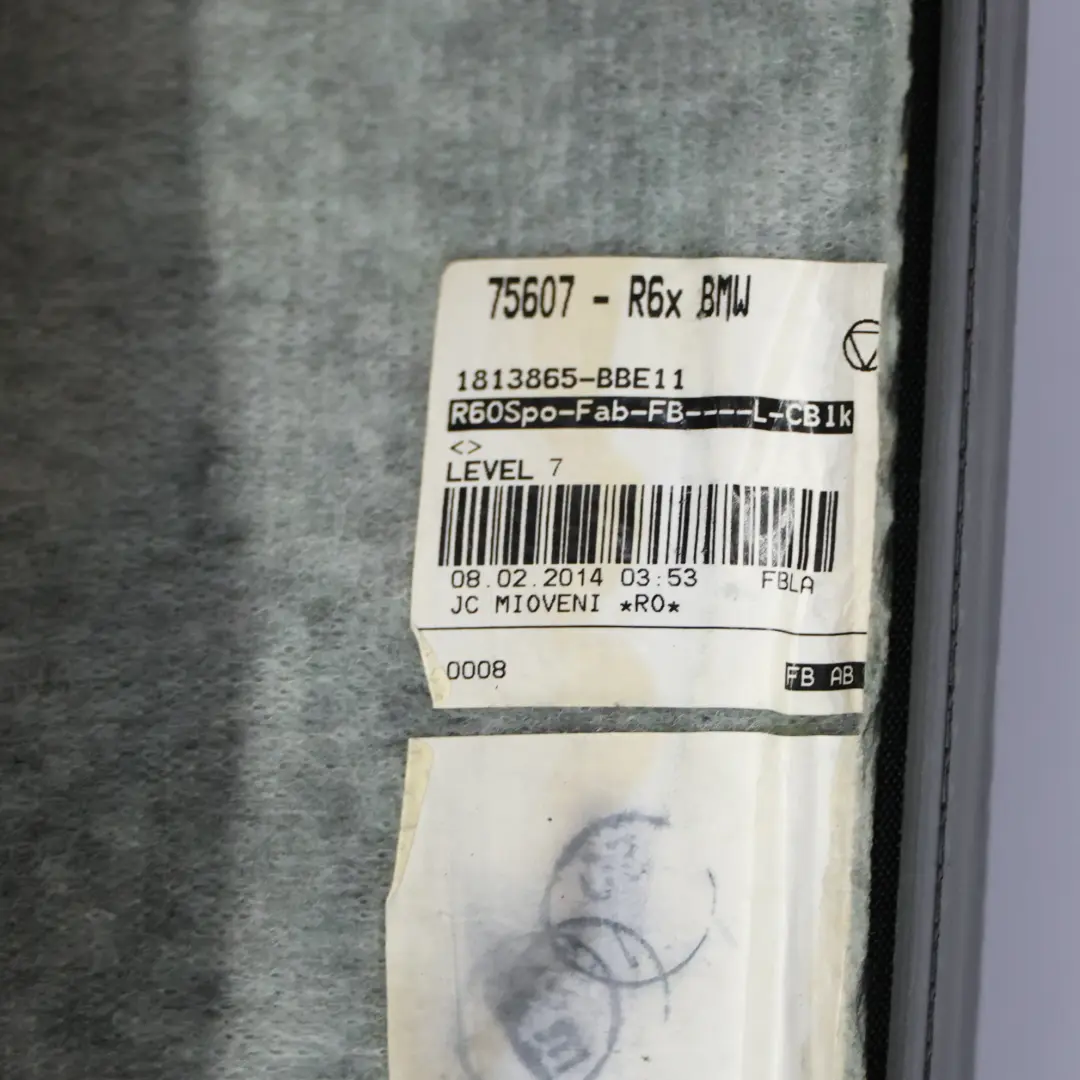 75607 - R6x BMW
1813865-BBE11
R60Spo-Fab-FB----L-CBlk
<>
LEVEL 7
08.02.2014 03:53 FBLA
JC MIOVENI *RO*
0008 FB AB